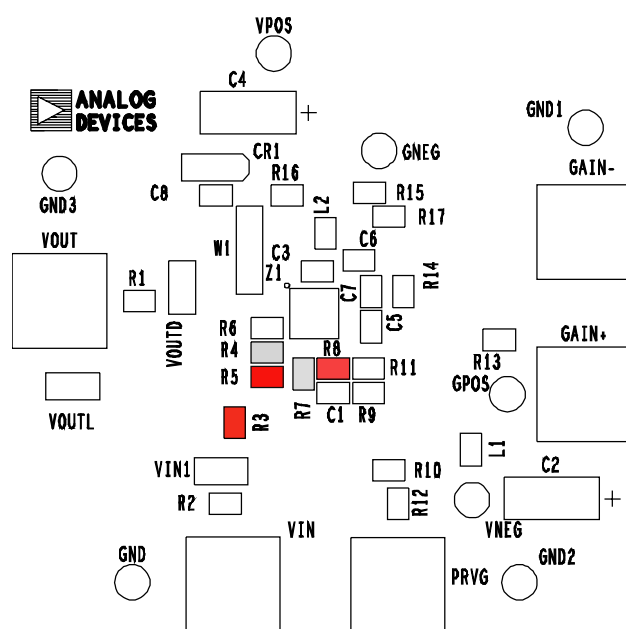 VPOS
C4
ANALOG
DEVICES
GND1
CR1
GNEG
GAIN-
R16
C8
R15
GND3
L2
R17
VOUT
W1
C6
C3
Z1
R14
R1
C7
C5
VOUTD
R6
GAIN+
R4
R8
R13
R5
R11
GPOS
R7
VOUTL
C1
R9
R3
L1
VIN1
R10
C2
R2
R12
VIN
VNEG
GND
GND2
PRVG